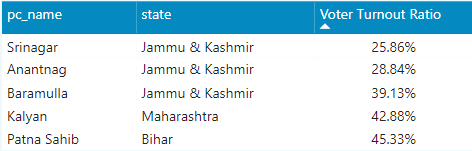 pc_name state Voter Turnout Ratio
Srinagar Jammu & Kashmir 25.86%
Anantnag Jammu & Kashmir 28.84%
Baramulla Jammu & Kashmir 39.13%
Kalyan Maharashtra 42.88%
Patna Sahib Bihar 45.33%